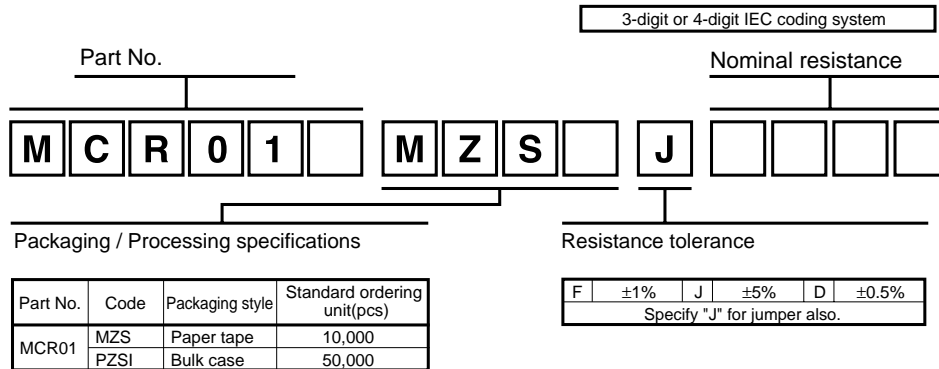 3-digit or 4-digit IEC coding system
Part No.
Nominal resistance
M C R 0 1 M Z S J
Packaging / Processing specifications
Resistance tolerance
Part No. Code Packaging style Standard ordering unit(pcs)
MCR01 MZS Paper tape 10,000
PZSI Bulk case 50,000
F ±1% J ±5% D ±0.5%
Specify "J" for jumper also.